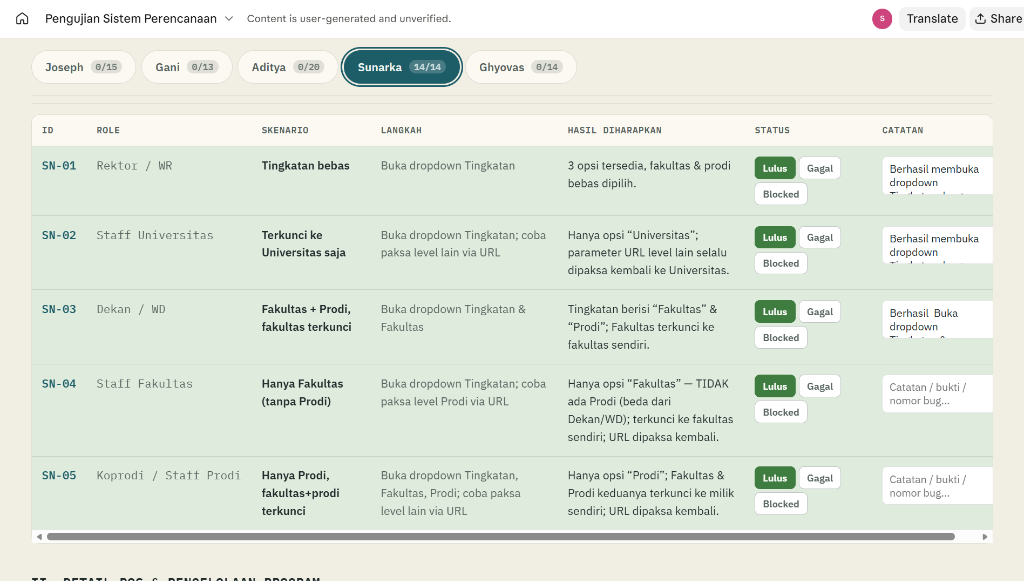 Pengujian Sistem Perencanaan
Content is user-generated and unverified.
S
Translate
Share
Joseph 0/15
Gani 0/13
Aditya 0/20
Sunarka 14/14
Ghyovas 0/14
ID ROLE SKENARIO LANGKAH HASIL DIHARAPKAN STATUS CATATAN
SN-01
Rektor / WR
Tingkatan bebas
Buka dropdown Tingkatan
3 opsi tersedia, fakultas & prodi
bebas dipilih.
Lulus Gagal
Blocked
Berhasil membuka
dropdown
SN-02
Staff Universitas
Terkunci ke
Universitas saja
Buka dropdown Tingkatan; coba
paksa level lain via URL
Hanya opsi “Universitas”;
parameter URL level lain selalu
dipaksa kembali ke Universitas.
Lulus Gagal
Blocked
Berhasil membuka
dropdown
SN-03
Dekan / WD
Fakultas + Prodi,
fakultas terkunci
Buka dropdown Tingkatan &
Fakultas
Tingkatan berisi “Fakultas” &
“Prodi”; Fakultas terkunci ke
fakultas sendiri.
Lulus Gagal
Blocked
Berhasil Buka
dropdown
SN-04
Staff Fakultas
Hanya Fakultas
(tanpa Prodi)
Buka dropdown Tingkatan; coba
paksa level Prodi via URL
Hanya opsi “Fakultas” — TIDAK
ada Prodi (beda dari
Dekan/WD); terkunci ke fakultas
sendiri; URL dipaksa kembali.
Lulus Gagal
Blocked
Catatan / bukti /
nomor bug...
SN-05
Koprodi / Staff Prodi
Hanya Prodi,
fakultas+prodi
terkunci
Buka dropdown Tingkatan,
Fakultas, Prodi; coba paksa
level lain via URL
Hanya opsi “Prodi”; Fakultas &
Prodi keduanya terkunci ke milik
sendiri; URL dipaksa kembali.
Lulus Gagal
Blocked
Catatan / bukti /
nomor bug...